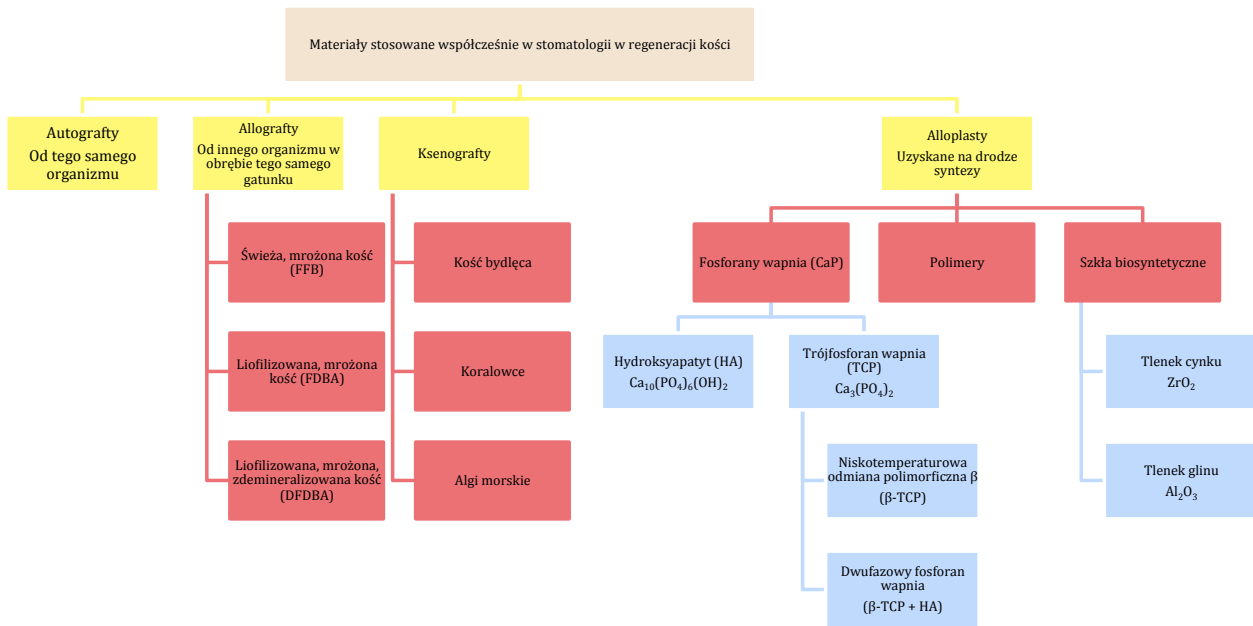 Materiały stosowane współcześnie w stomatologii w regeneracji kości
Autografty
Od tego samego
organizmu
Allografty
Od innego organizmu w
obrębie tego samego
gatunku
Ksenografty
Alloplasty
Uzyskane na drodze
syntezy
Świeża, mrożona kość
(FFB)
Liofilizowana, mrożona
kość (FDBA)
Liofilizowana, mrożona,
zdemineralizowana kość
(DFDBA)
Kość bydlęca
Koralowce
Algi morskie
Fosforany wapnia (CaP)
Polimery
Szkła biosyntetyczne
Hydroksyapatyt (HA)
Ca₁₀(PO₄)₆(OH)₂
Trójfosforan wapnia
(TCP)
Ca₃(PO₄)₂
Niskotemperaturowa
odmiana polimorficzna β
(β-TCP)
Dwufazowy fosforan
wapnia
(β-TCP + HA)
Tlenek cynku
ZrO₂
Tlenek glinu
Al₂O₃